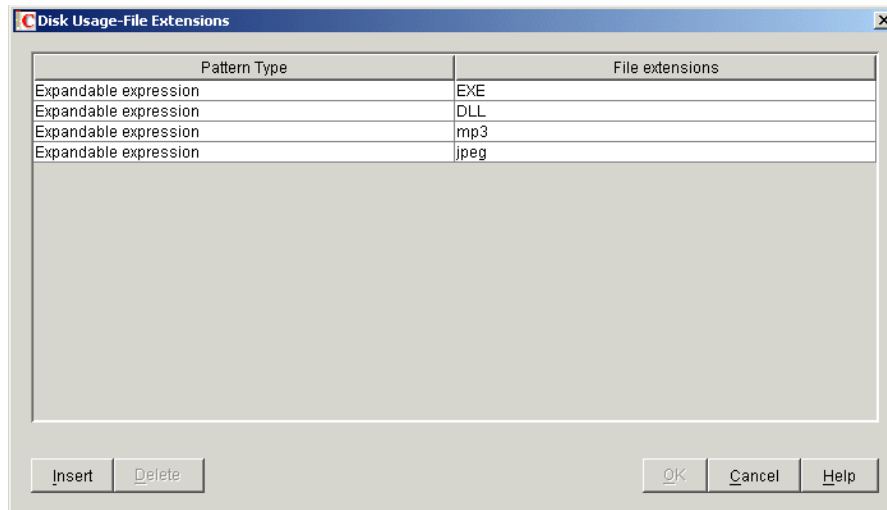 Disk Usage-File Extensions
Pattern Type File extensions
Expandable expression EXE
Expandable expression DLL
Expandable expression mp3
Expandable expression jpeg
Insert Delete OK Cancel Help